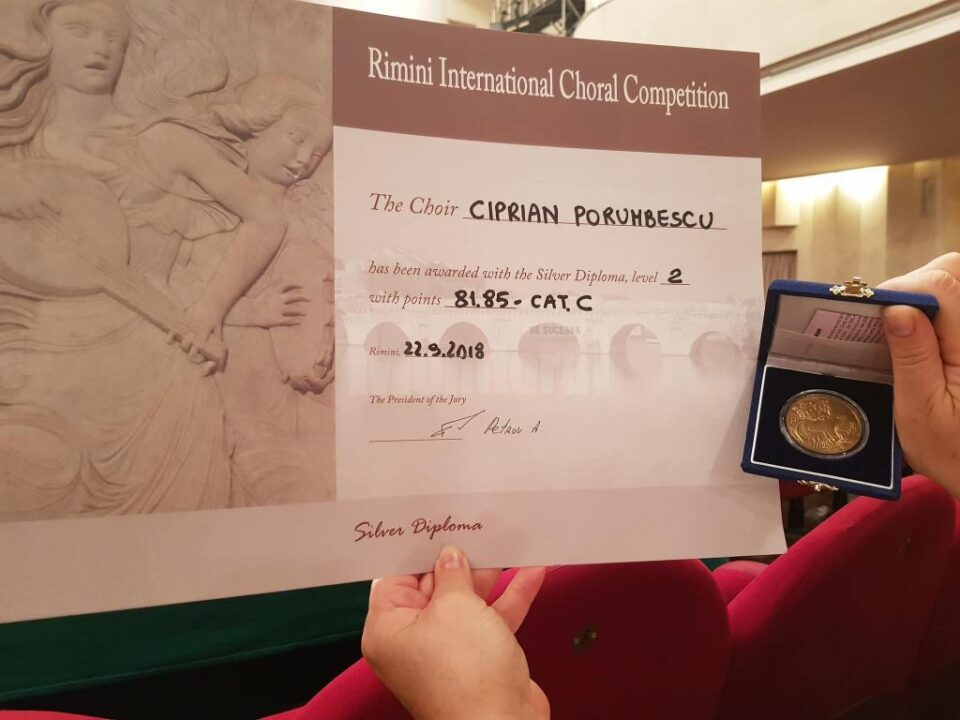 Rimini International Choral Competition
The Choir CIPRIAN PORUMBESCU
has been awarded with the Silver Diploma, level 2
with points 81.85 - CAT. C
DE SUCEAVA
Rimini, 22.9.2018
The President of the Jury
Petrov A.
Silver Diploma